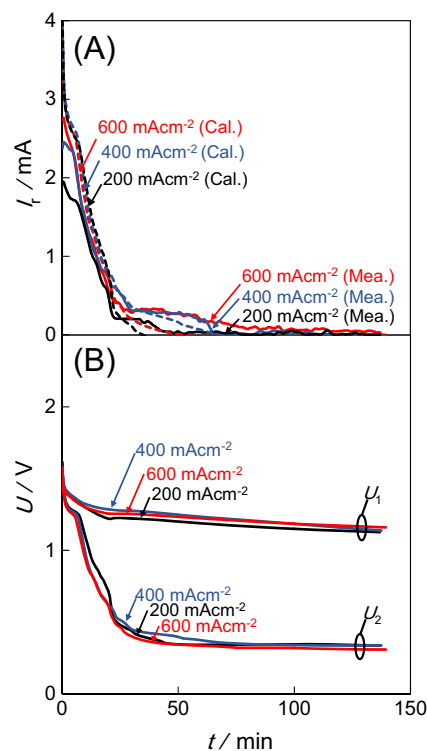 (A)
4
3
2
1
0
I_r / mA
600 mAcm⁻² (Cal.)
400 mAcm⁻² (Cal.)
200 mAcm⁻² (Cal.)
600 mAcm⁻² (Mea.)
400 mAcm⁻² (Mea.)
200 mAcm⁻² (Mea.)
(B)
2
1
0
U / V
400 mAcm⁻²
600 mAcm⁻²
200 mAcm⁻²
U₁
400 mAcm⁻²
200 mAcm⁻²
600 mAcm⁻²
U₂
0 50 100 150
t / min